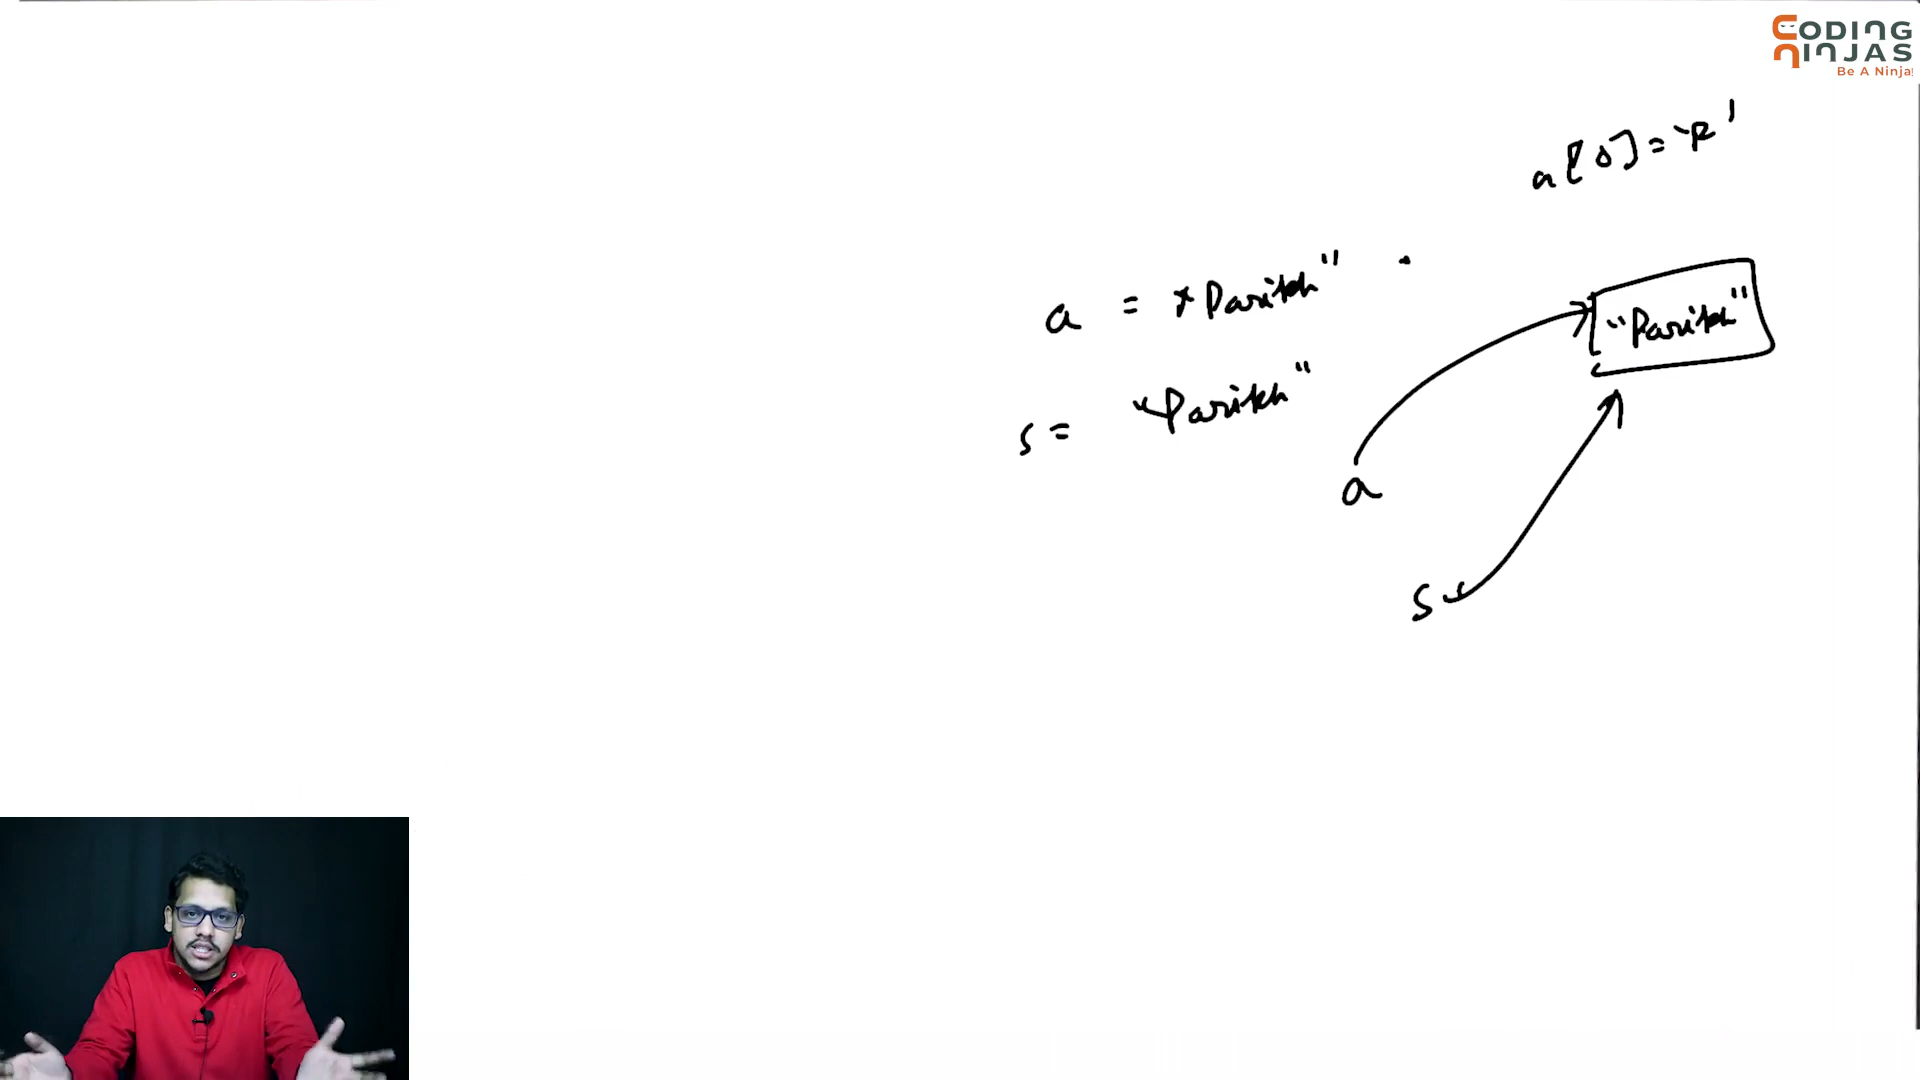 CODING
NINJAS
Be A Ninja!
a[0] = 'R'
a = "Parikh"
"Parikh"
s = "Parikh"
a
s